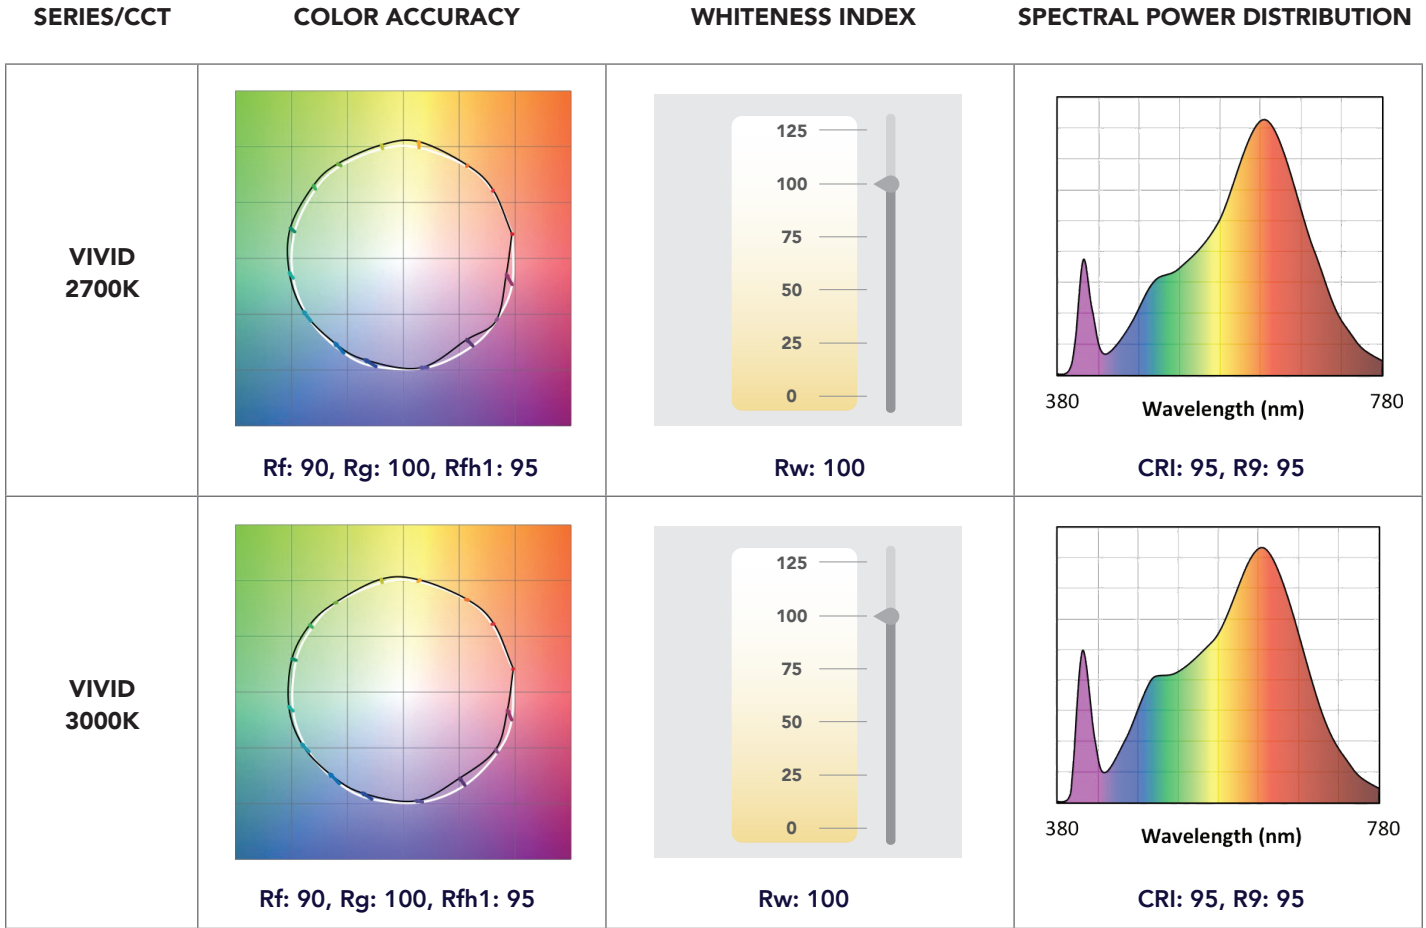 SERIES/CCT
COLOR ACCURACY
WHITENESS INDEX
SPECTRAL POWER DISTRIBUTION
VIVID
2700K
Rf: 90, Rg: 100, Rfh1: 95
125
100
75
50
25
0
Rw: 100
380
780
Wavelength (nm)
CRI: 95, R9: 95
VIVID
3000K
Rf: 90, Rg: 100, Rfh1: 95
125
100
75
50
25
0
Rw: 100
380
780
Wavelength (nm)
CRI: 95, R9: 95